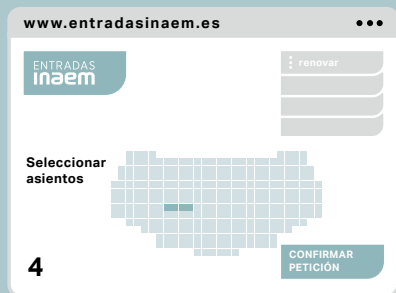 www.entradasinaem.es
ENTRADAS
inaem
renovar
Seleccionar
asientos
4
CONFIRMAR
PETICIÓN